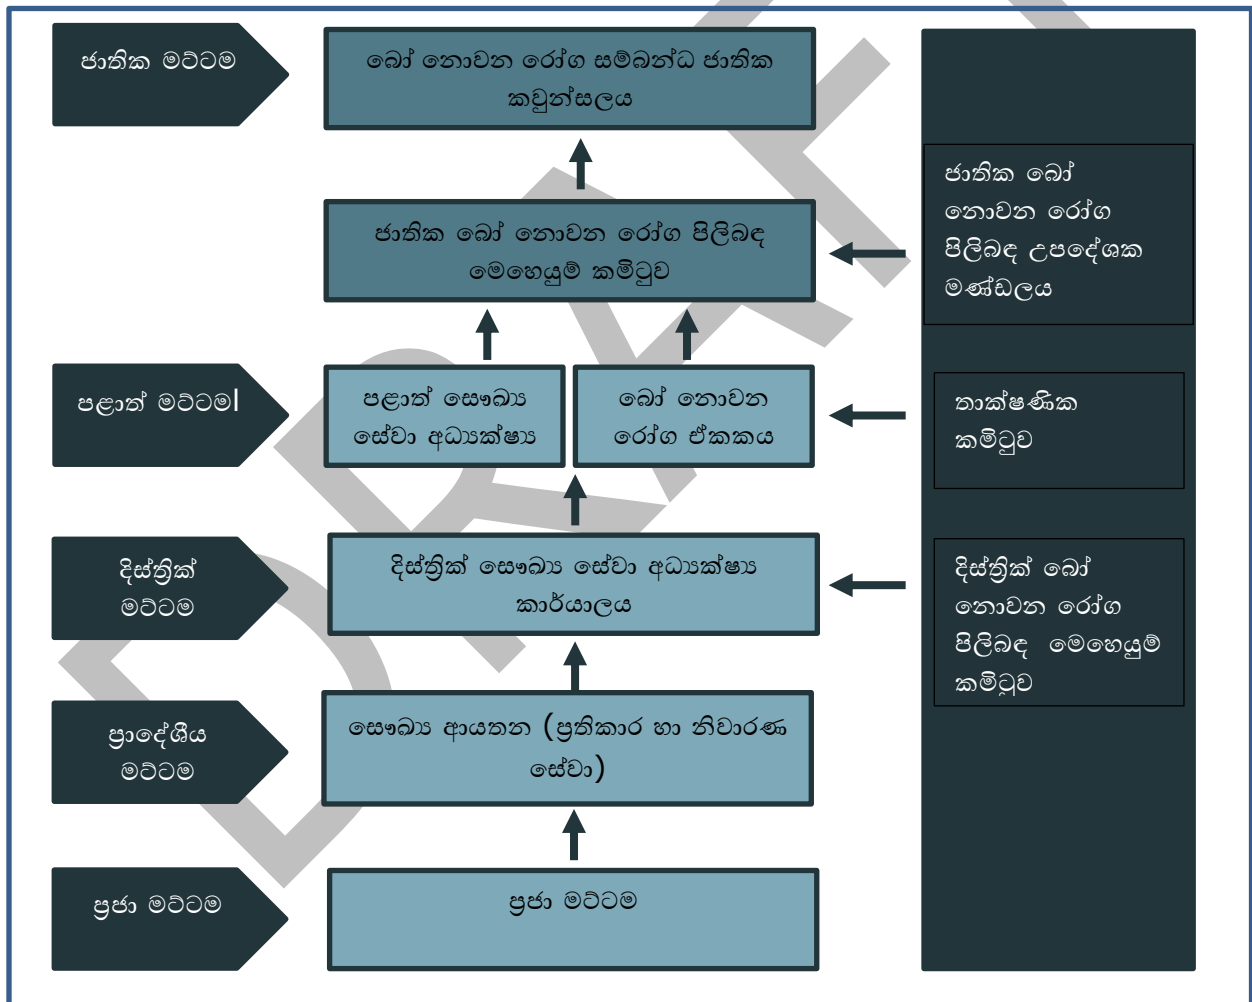 ජාතික මට්ටම
බෝ නොවන රෝග සම්බන්ධ ජාතික
කවුන්සලය
ජාතික බෝ
නොවන රෝග
පිලිබඳ උපදේශක
මණ්ඩලය
ජාතික බෝ නොවන රෝග පිලිබඳ
මෙහෙයුම් කමිටුව
පළාත් මට්ටම|
පළාත් සෞඛ්‍ය
සේවා අධ්‍යක්ෂ්‍ය
බෝ නොවන
රෝග ඒකකය
තාක්ෂණික
කමිටුව
දිස්ත්‍රික්
මට්ටම
දිස්ත්‍රික් සෞඛ්‍ය සේවා අධ්‍යක්ෂ්‍ය
කාර්යාලය
දිස්ත්‍රික් බෝ
නොවන රෝග
පිලිබඳ මෙහෙයුම්
කමිටුව
ප්‍රාදේශීය
මට්ටම
සෞඛ්‍ය ආයතන (ප්‍රතිකාර හා නිවාරණ
සේවා)
ප්‍රජා මට්ටම
ප්‍රජා මට්ටම
DRAFT